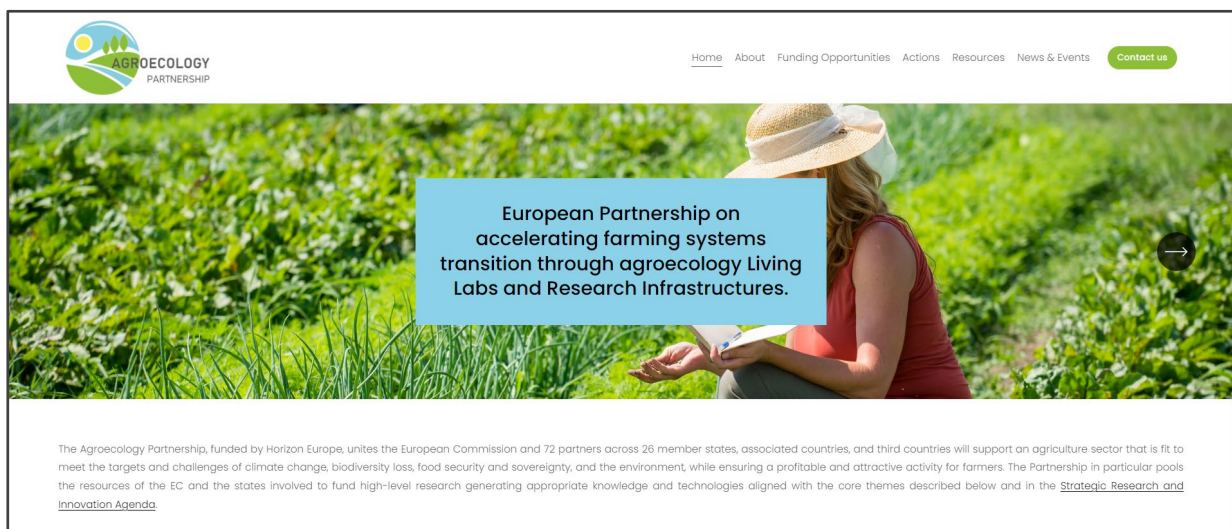 AGROECOLOGY
PARTNERSHIP
Home About Funding Opportunities Actions Resources News & Events Contact us
European Partnership on
accelerating farming systems
transition through agroecology Living
Labs and Research Infrastructures.
The Agroecology Partnership, funded by Horizon Europe, unites the European Commission and 72 partners across 26 member states, associated countries, and third countries will support an agriculture sector that is fit to
meet the targets and challenges of climate change, biodiversity loss, food security and sovereignty, and the environment, while ensuring a profitable and attractive activity for farmers. The Partnership in particular pools
the resources of the EC and the states involved to fund high-level research generating appropriate knowledge and technologies aligned with the core themes described below and in the Strategic Research and
Innovation Agenda.